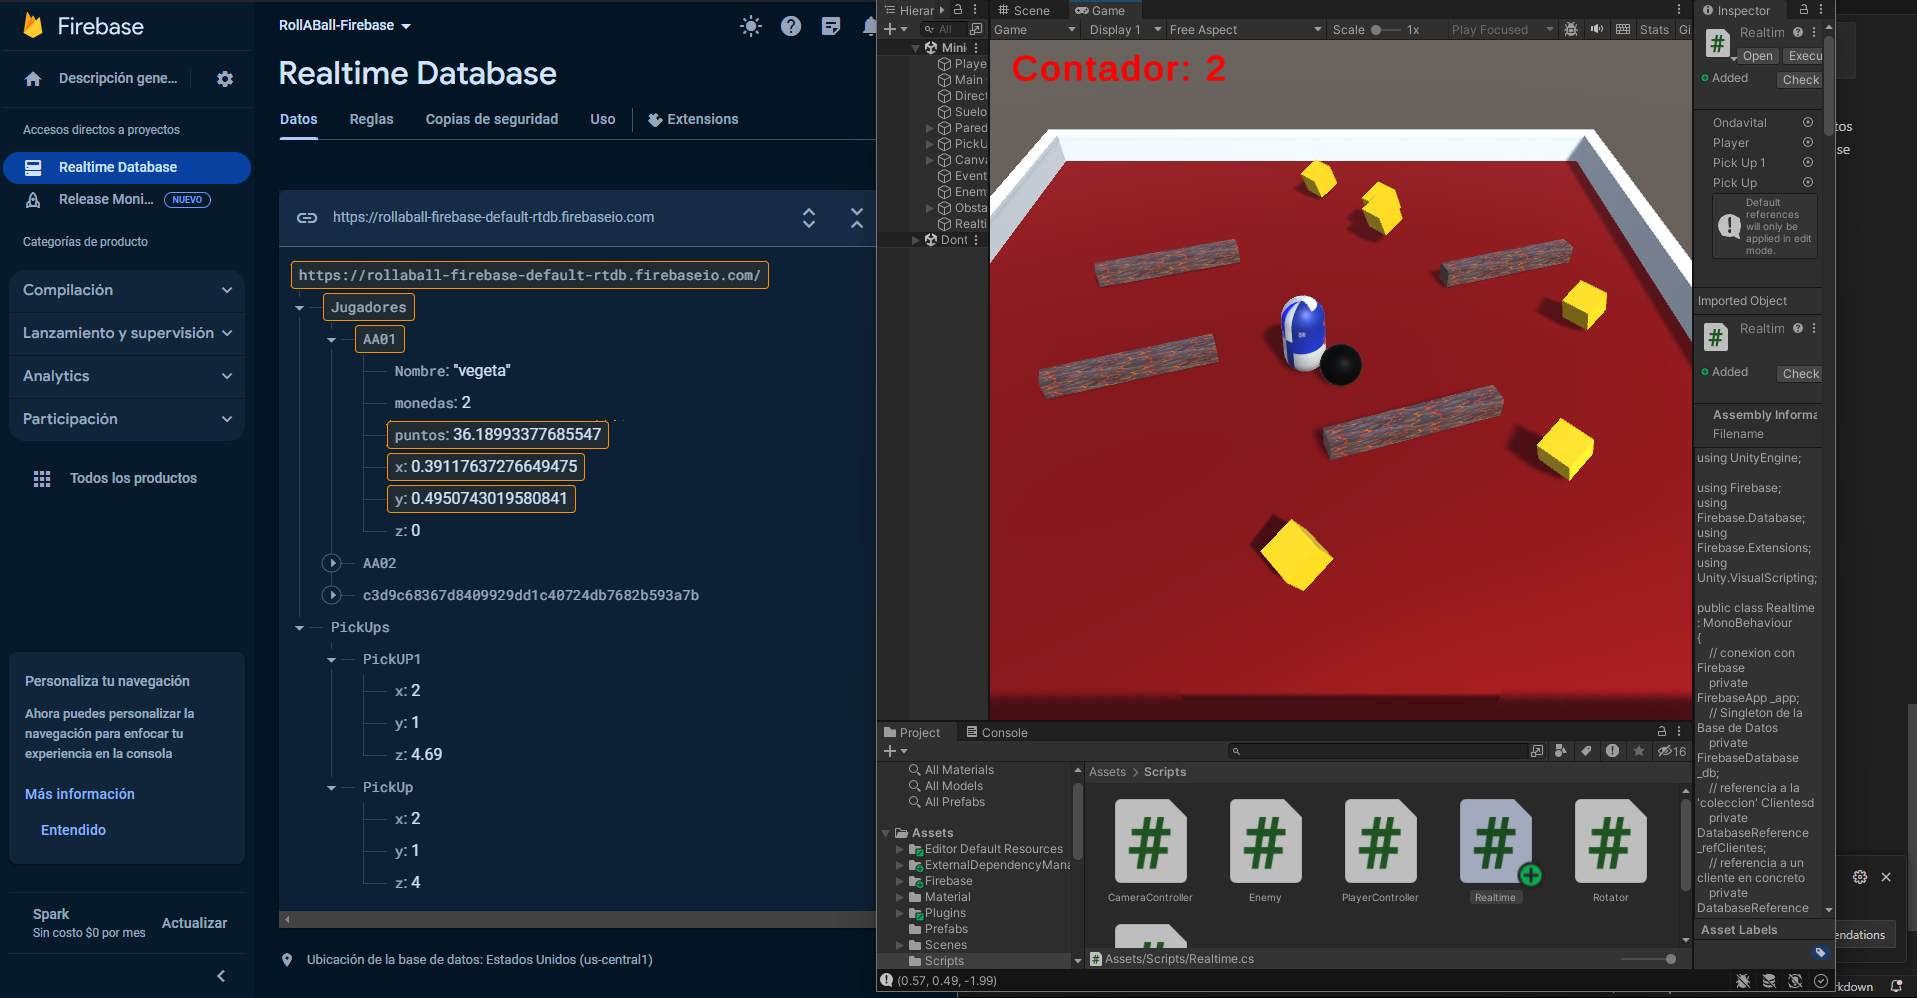 Firebase
Descripción gene...
Accesos directos a proyectos
Realtime Database
Release Moni...
NUEVO
Categorías de producto
Compilación
Lanzamiento y supervisión
Analytics
Participación
Todos los productos
Personaliza tu navegación
Ahora puedes personalizar la
navegación para enfocar tu
experiencia en la consola
Más información
Entendido
Spark
Sin costo $0 por mes
Actualizar
RollABall-Firebase
Realtime Database
Datos
Reglas
Copias de seguridad
Uso
Extensions
https://rollaball-firebase-default-rtdb.firebaseio.com
https://rollaball-firebase-default-rtdb.firebaseio.com/
Jugadores
AA01
Nombre: "vegeta"
monedas: 2
puntos: 36.18993377685547
x: 0.39117637276649475
y: 0.4950743019580841
z: 0
AA02
c3d9c68367d8409929dd1c40724db7682b593a7b
PickUps
PickUP1
x: 2
y: 1
z: 4.69
PickUp
x: 2
y: 1
z: 4
Ubicación de la base de datos: Estados Unidos (us-central1)
Hierar
All
Mini
Playe
Main
Direct
Suelo
Pared
PickU
Canva
Event
Enem
Obsta
Realti
Dont
Scene
Game
Game
Display 1
Free Aspect
Scale
1x
Play Focused
Stats
Gi
Contador: 2
Project
Console
16
All Materials
All Models
All Prefabs
Assets
Editor Default Resources
ExternalDependencyMana
Firebase
Material
Plugins
Prefabs
Scenes
Scripts
Assets > Scripts
CameraController
Enemy
PlayerController
Realtime
Rotator
Assets/Scripts/Realtime.cs
(0.57, 0.49, -1.99)
Inspector
Realtim
Open
Execu
Added
Check
Ondavital
Player
Pick Up 1
Pick Up
Default
references
will only be
applied in edit
mode.
Imported Object
Realtim
Added
Check
Assembly Informa
Filename
using UnityEngine;
using Firebase;
using
Firebase.Database;
using
Firebase.Extensions;
using
Unity.VisualScripting;
public class Realtime
: MonoBehaviour
{
// conexion con
Firebase
private
FirebaseApp _app;
// Singleton de la
Base de Datos
private
FirebaseDatabase
_db;
// referencia a la
'coleccion' Clientesd
private
DatabaseReference
_refClientes;
// referencia a un
cliente en concreto
private
DatabaseReference
Asset Labels
tos
se
endations
rkdown